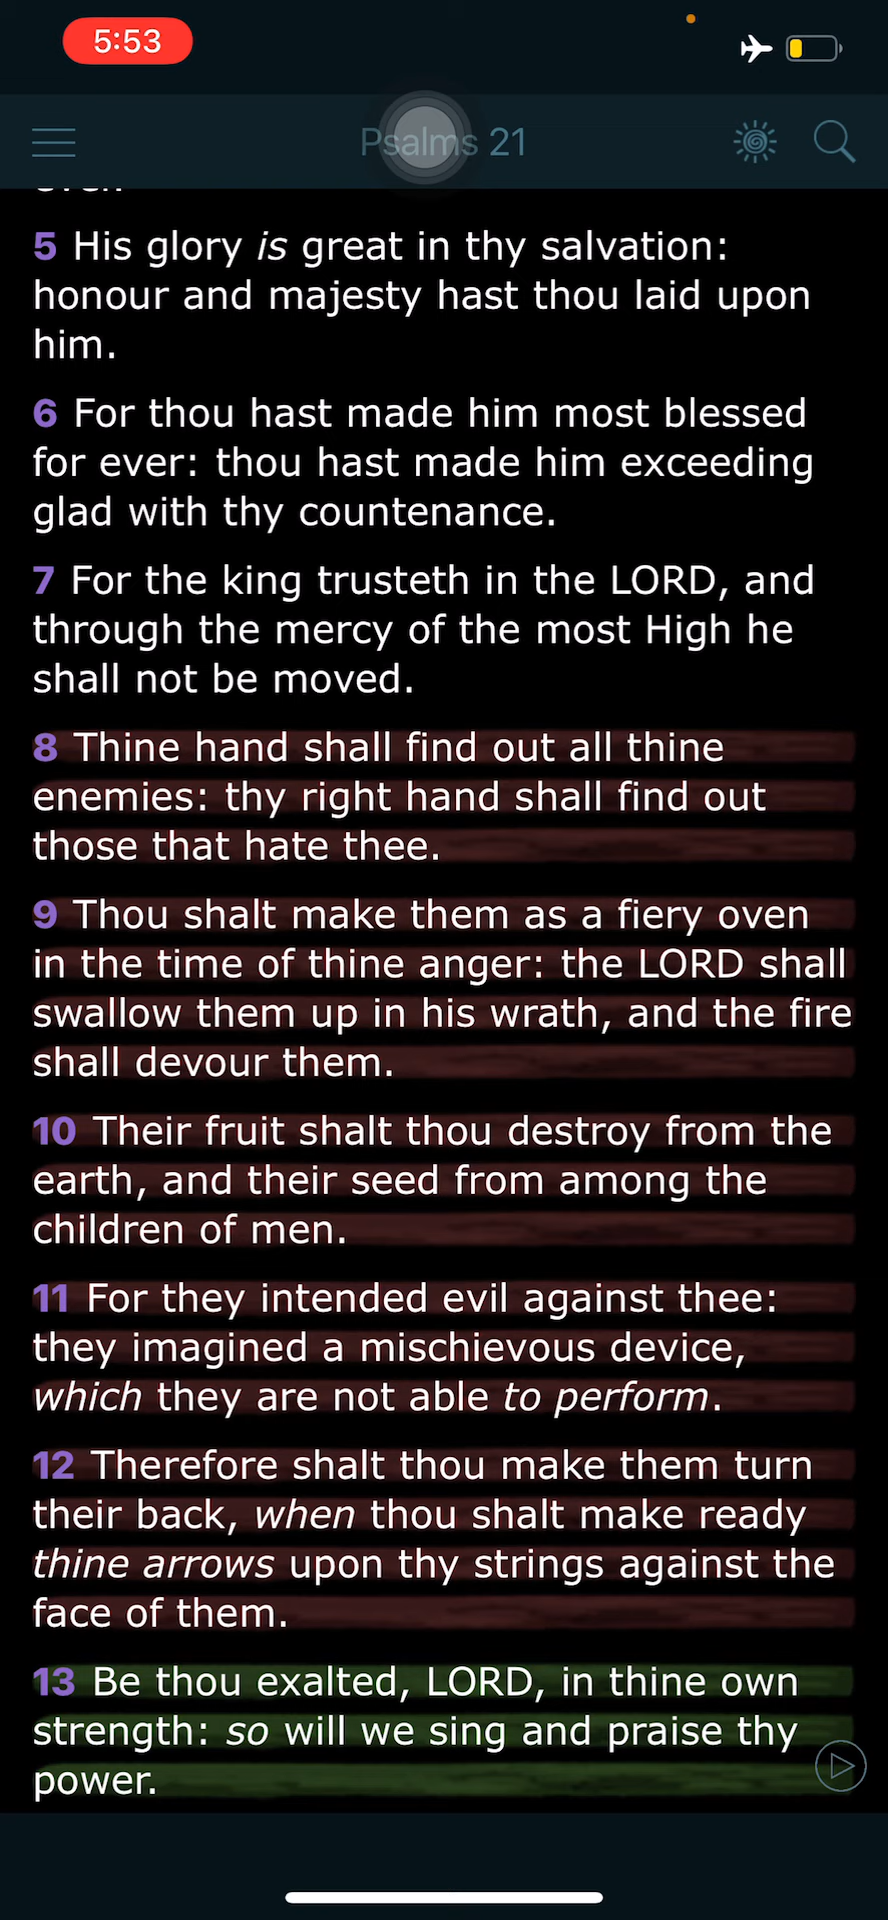 5:53
Psalms 21
5 His glory is great in thy salvation:
honour and majesty hast thou laid upon
him.
6 For thou hast made him most blessed
for ever: thou hast made him exceeding
glad with thy countenance.
7 For the king trusteth in the LORD, and
through the mercy of the most High he
shall not be moved.
8 Thine hand shall find out all thine
enemies: thy right hand shall find out
those that hate thee.
9 Thou shalt make them as a fiery oven
in the time of thine anger: the LORD shall
swallow them up in his wrath, and the fire
shall devour them.
10 Their fruit shalt thou destroy from the
earth, and their seed from among the
children of men.
11 For they intended evil against thee:
they imagined a mischievous device,
which they are not able to perform.
12 Therefore shalt thou make them turn
their back, when thou shalt make ready
thine arrows upon thy strings against the
face of them.
13 Be thou exalted, LORD, in thine own
strength: so will we sing and praise thy
power.